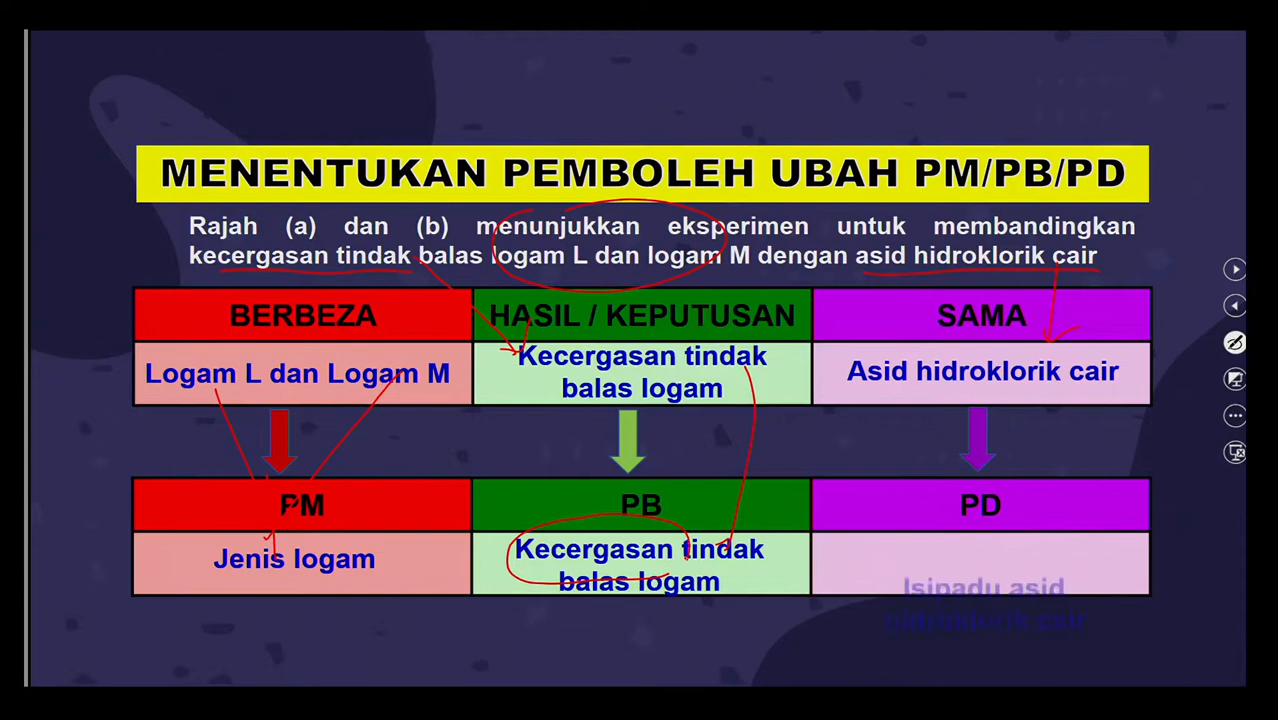 MENENTUKAN PEMBOLEH UBAH PM/PB/PD
Rajah (a) dan (b) menunjukkan eksperimen untuk membandingkan
kecergasan tindak balas logam L dan logam M dengan asid hidroklorik cair
BERBEZA
HASIL / KEPUTUSAN
SAMA
Logam L dan Logam M
Kecergasan tindak
balas logam
Asid hidroklorik cair
PM
PB
PD
Jenis logam
Kecergasan tindak
balas logam
Isipadu asid
hidroklorik cair